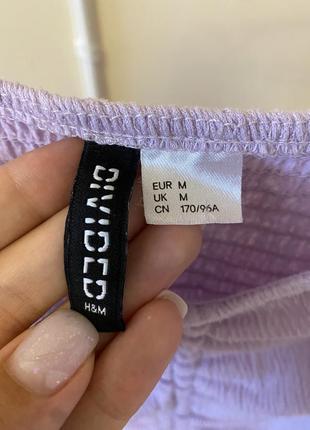 DIVIDED
H&M
EUR M
UK M
CN 170/96A